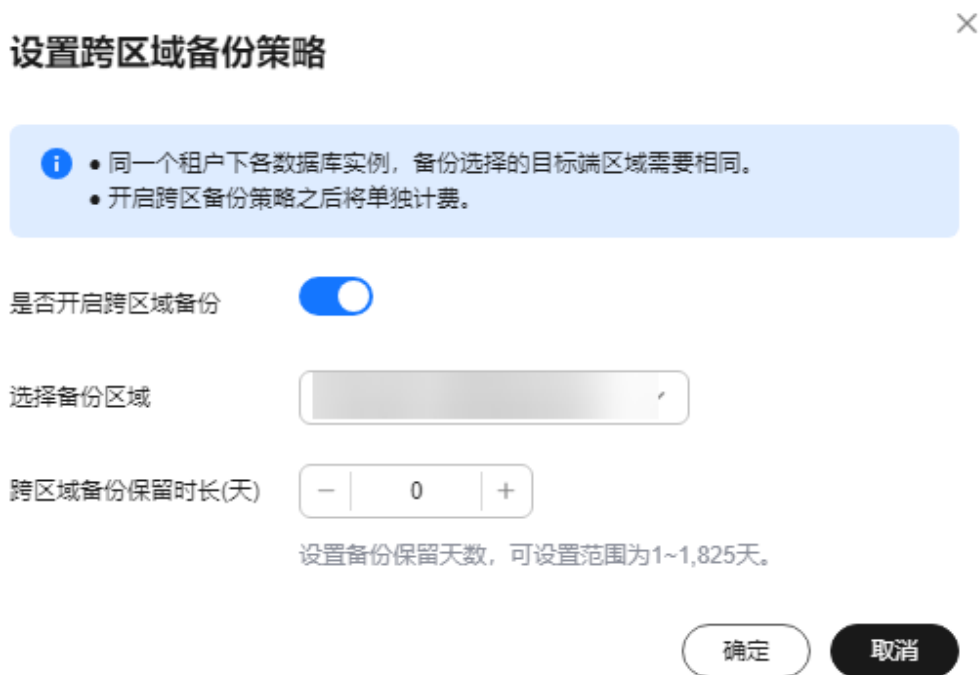 设置跨区域备份策略
● 同一个租户下各数据库实例，备份选择的目标端区域需要相同。
● 开启跨区备份策略之后将单独计费。
是否开启跨区域备份
选择备份区域
跨区域备份保留时长(天)
− 0 +
设置备份保留天数，可设置范围为1~1,825天。
确定 取消